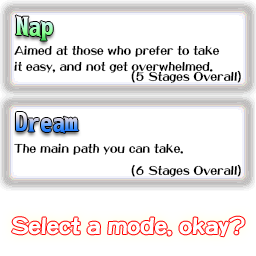 Nap
Aimed at those who prefer to take
it easy, and not get overwhelmed.
(5 Stages Overall)
Dream
The main path you can take.
(6 Stages Overall)
Select a mode, okay?